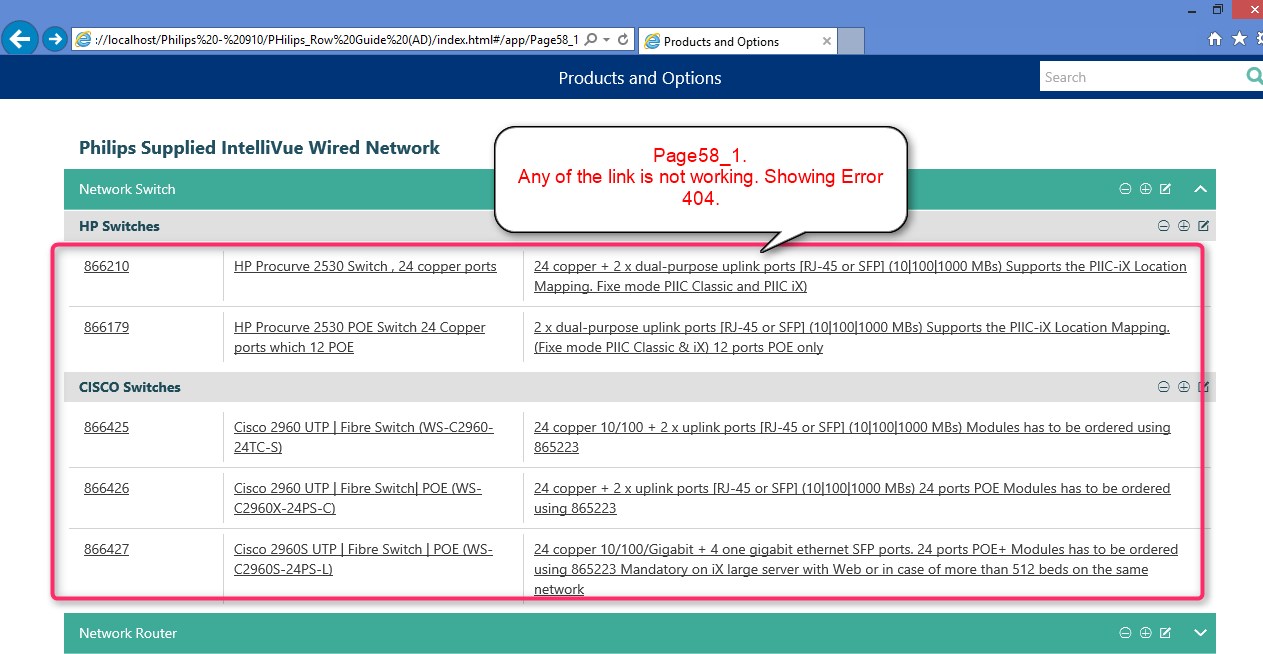 ://localhost/Philips%20-%20910/PHilips_Row%20Guide%20(AD)/index.html#/app/Page58_1
Products and Options
Products and Options
Search
Philips Supplied IntelliVue Wired Network
Page58_1.
Any of the link is not working. Showing Error
404.
Network Switch
HP Switches
866210
HP Procurve 2530 Switch , 24 copper ports
24 copper + 2 x dual-purpose uplink ports [RJ-45 or SFP] (10|100|1000 MBs) Supports the PIIC-iX Location
Mapping. Fixe mode PIIC Classic and PIIC iX)
866179
HP Procurve 2530 POE Switch 24 Copper
ports which 12 POE
2 x dual-purpose uplink ports [RJ-45 or SFP] (10|100|1000 MBs) Supports the PIIC-iX Location Mapping.
(Fixe mode PIIC Classic & iX) 12 ports POE only
CISCO Switches
866425
Cisco 2960 UTP | Fibre Switch (WS-C2960-
24TC-S)
24 copper 10/100 + 2 x uplink ports [RJ-45 or SFP] (10|100|1000 MBs) Modules has to be ordered using
865223
866426
Cisco 2960 UTP | Fibre Switch| POE (WS-
C2960X-24PS-C)
24 copper + 2 x uplink ports [RJ-45 or SFP] (10|100|1000 MBs) 24 ports POE Modules has to be ordered
using 865223
866427
Cisco 2960S UTP | Fibre Switch | POE (WS-
C2960S-24PS-L)
24 copper 10/100/Gigabit + 4 one gigabit ethernet SFP ports. 24 ports POE+ Modules has to be ordered
using 865223 Mandatory on iX large server with Web or in case of more than 512 beds on the same
network
Network Router